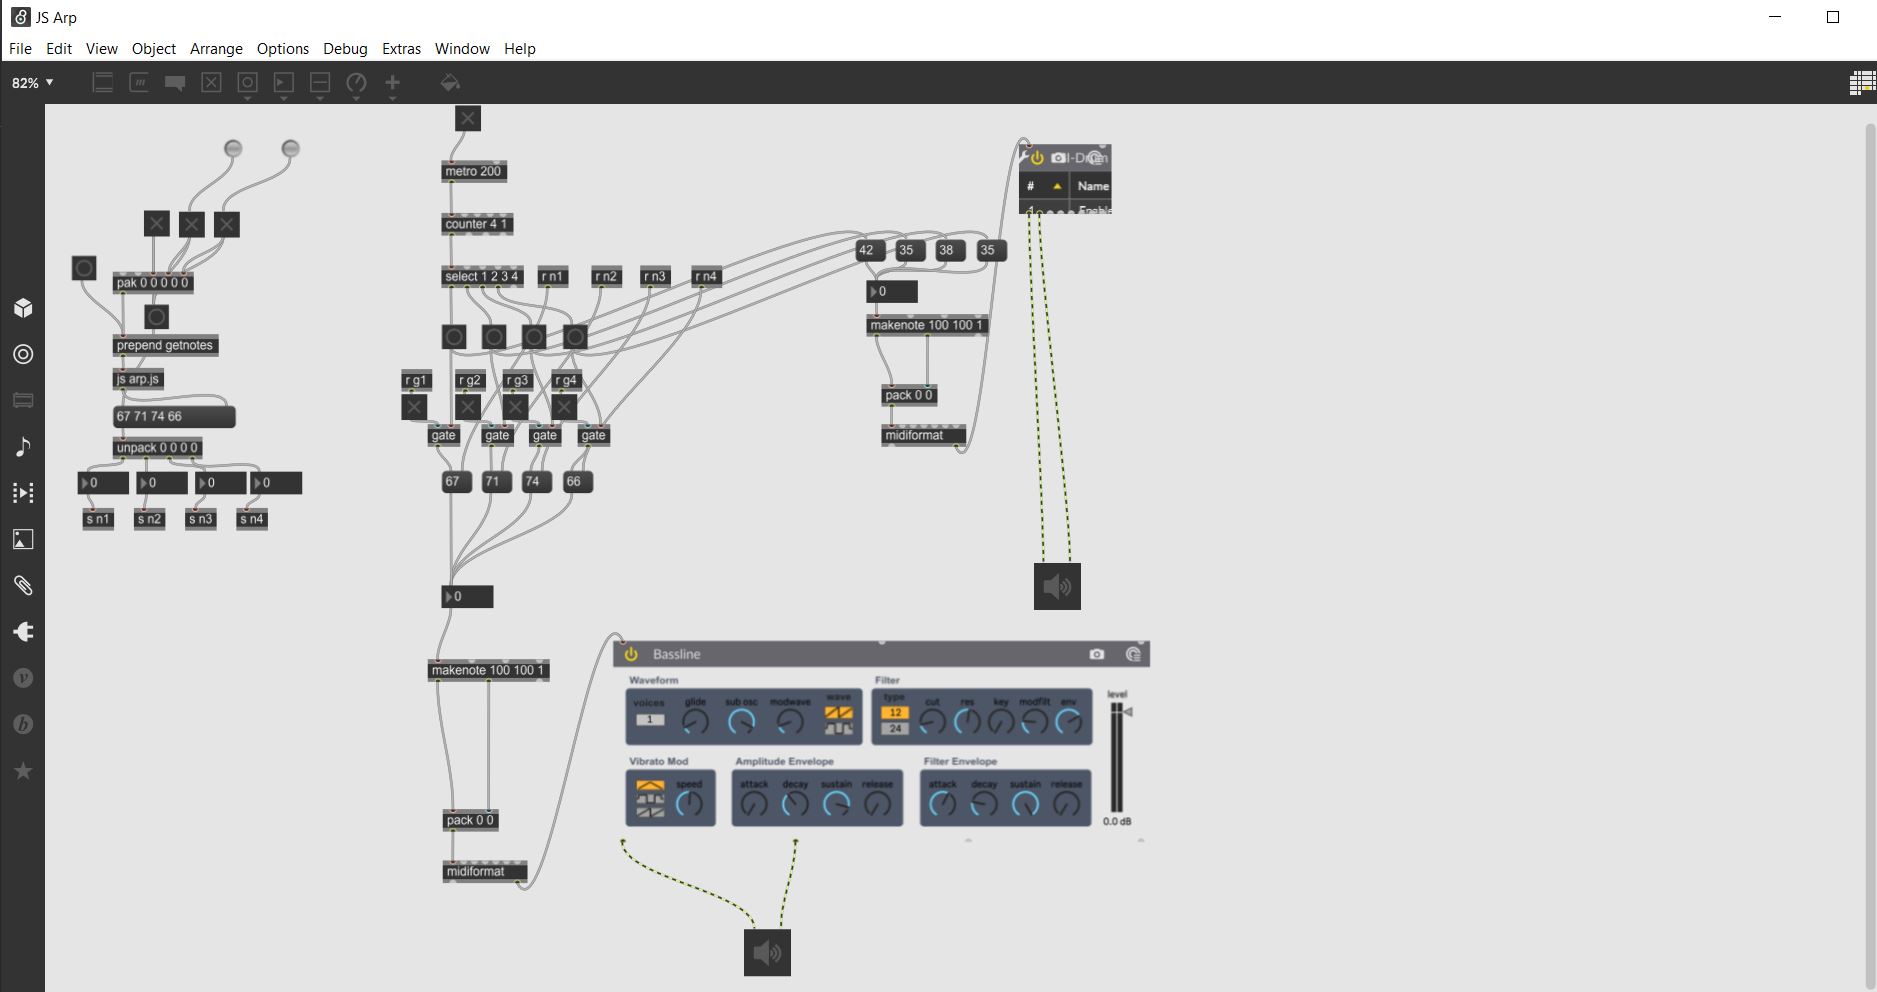 JS Arp
File Edit View Object Arrange Options Debug Extras Window Help
82%
metro 200
counter 4 1
select 1 2 3 4
r n1
r n2
r n3
r n4
pak 0 0 0 0 0
prepend getnotes
js arp.js
67 71 74 66
unpack 0 0 0 0
0
0
0
0
s n1
s n2
s n3
s n4
r g1
r g2
r g3
r g4
gate
gate
gate
gate
67
71
74
66
0
makenote 100 100 1
pack 0 0
midiformat
42
35
38
35
0
makenote 100 100 1
pack 0 0
midiformat
# Name
1
Bassline
Waveform
voices
1
glide
sub osc
modwave
wave
Filter
type
12
24
cut
res
key
modfilt
env
level
0.0 dB
Vibrato Mod
speed
Amplitude Envelope
attack
decay
sustain
release
Filter Envelope
attack
decay
sustain
release